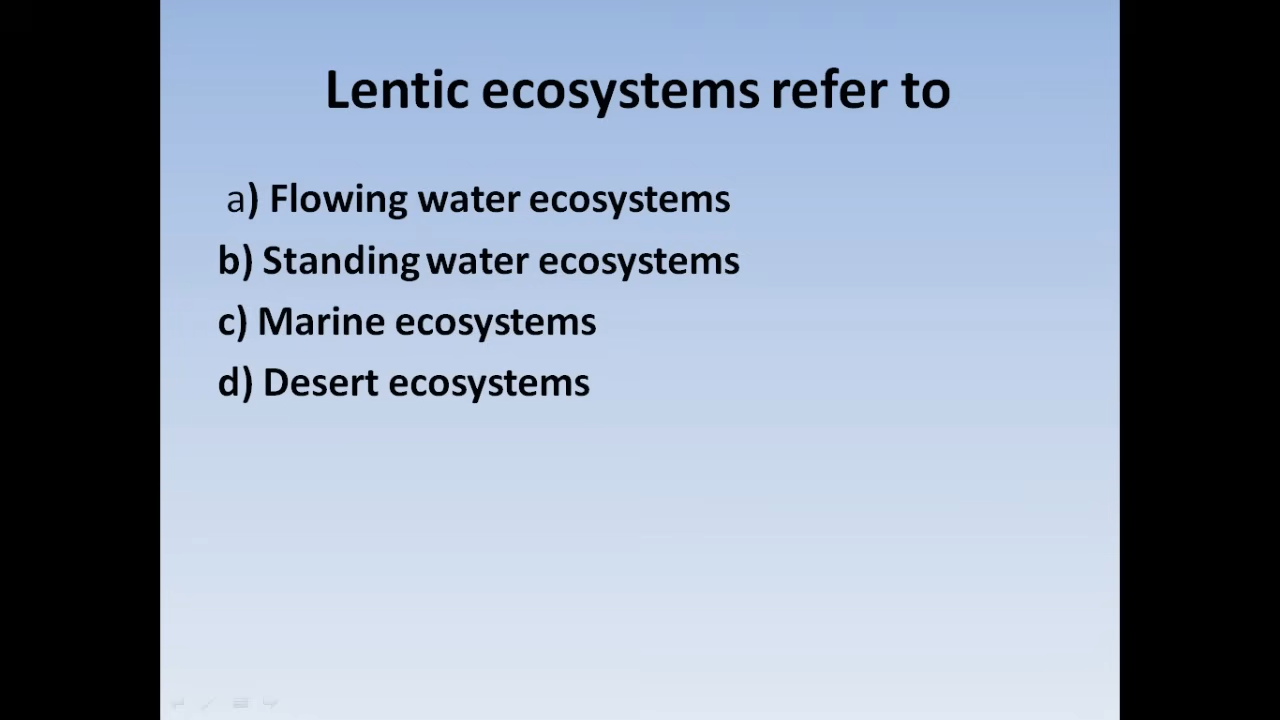 Lentic ecosystems refer to
a) Flowing water ecosystems
b) Standing water ecosystems
c) Marine ecosystems
d) Desert ecosystems